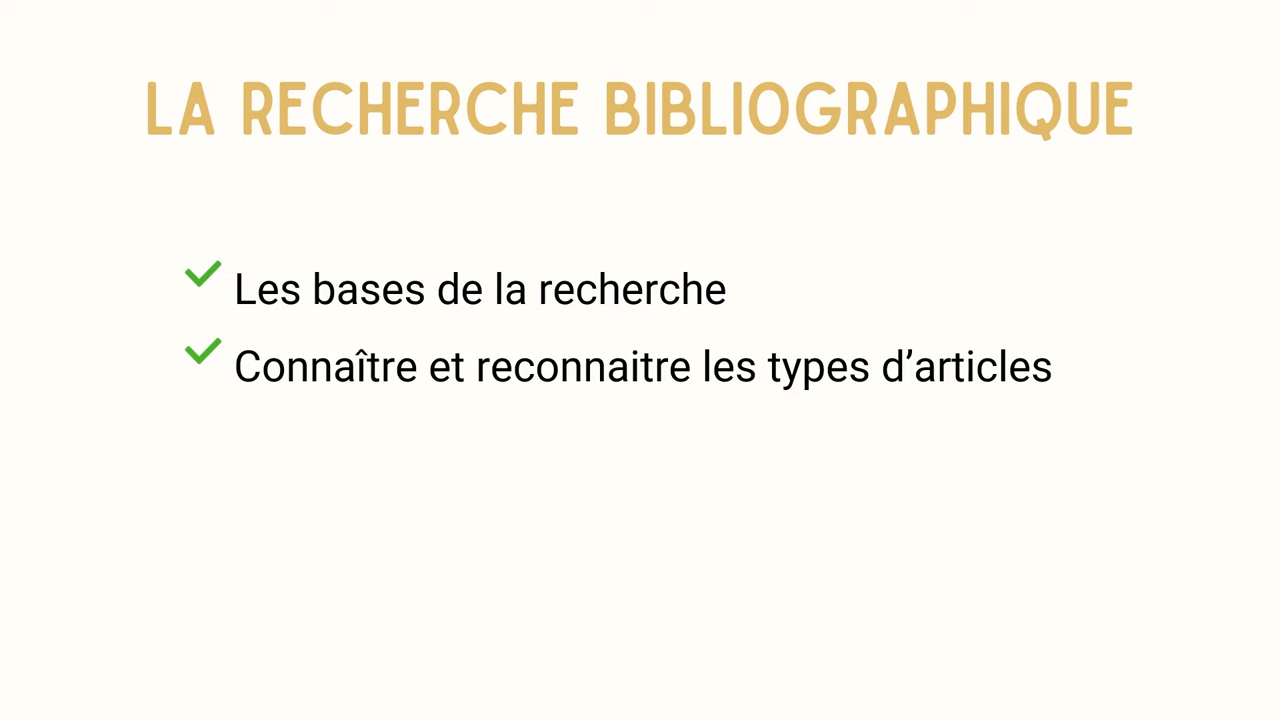 LA RECHERCHE BIBLIOGRAPHIQUE
Les bases de la recherche
Connaître et reconnaitre les types d’articles